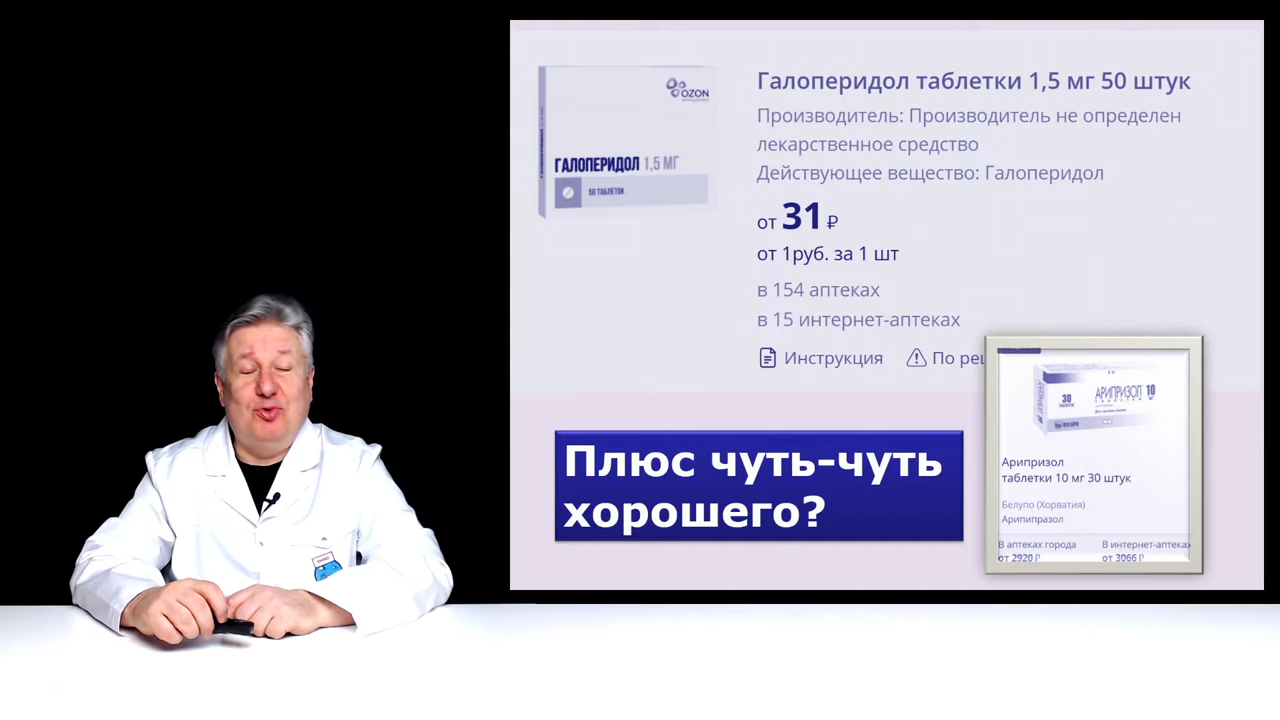 OZON
ГАЛОПЕРИДОЛ 1,5 МГ
50 ТАБЛЕТОК
Галоперидол таблетки 1,5 мг 50 штук
Производитель: Производитель не определен
лекарственное средство
Действующее вещество: Галоперидол
от 31 ₽
от 1руб. за 1 шт
в 154 аптеках
в 15 интернет-аптеках
Инструкция
По ре
Плюс чуть-чуть
хорошего?
30
ТАБЛЕТОК
АРИПРИЗОЛ 10
Арипризол
таблетки 10 мг 30 штук
Белупо (Хорватия)
Арипипразол
В аптеках города
от 2920 ₽
В интернет-аптеках
от 3066 ₽